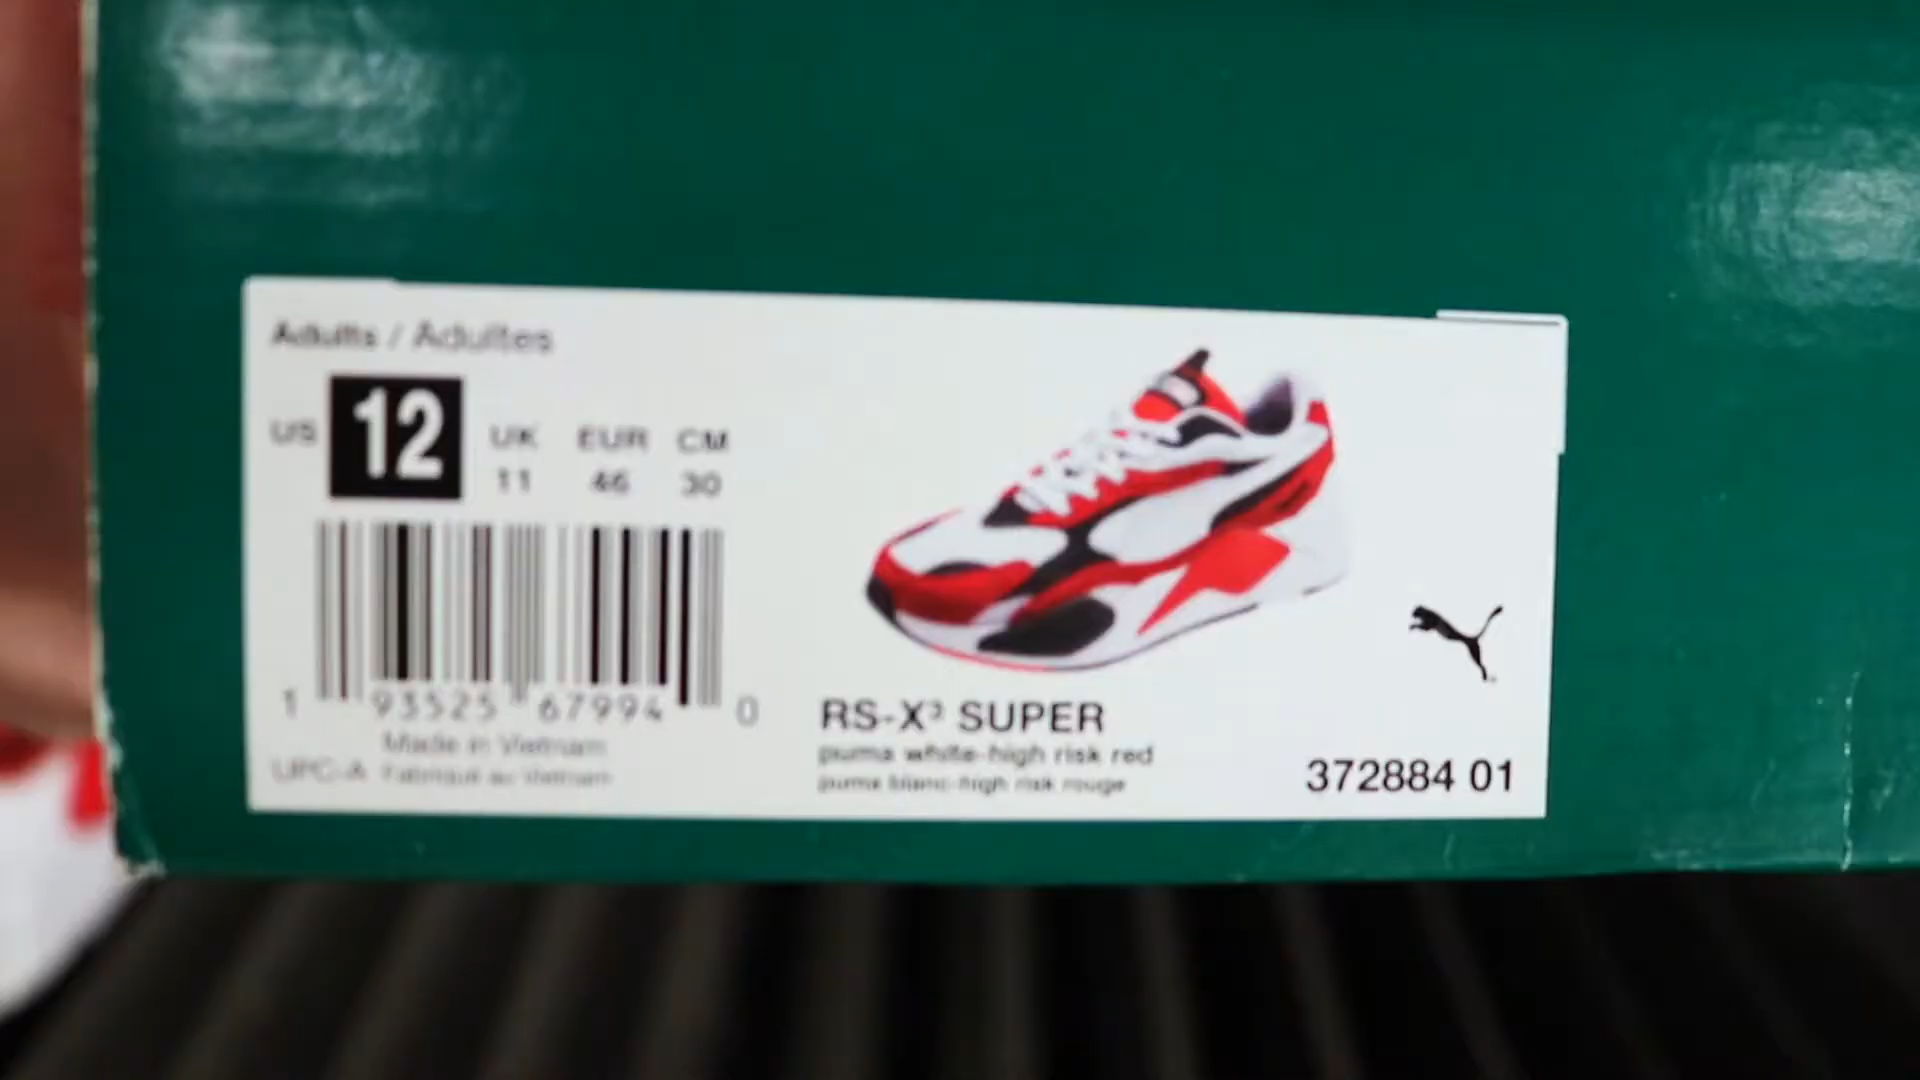 Adults / Adultes
US 12 UK EUR CM
11 46 30
1 93525 67994 0
Made in Vietnam
UPC-A Fabriqué au Vietnam
RS-X³ SUPER
puma white-high risk red
puma blanc-high risk rouge
372884 01